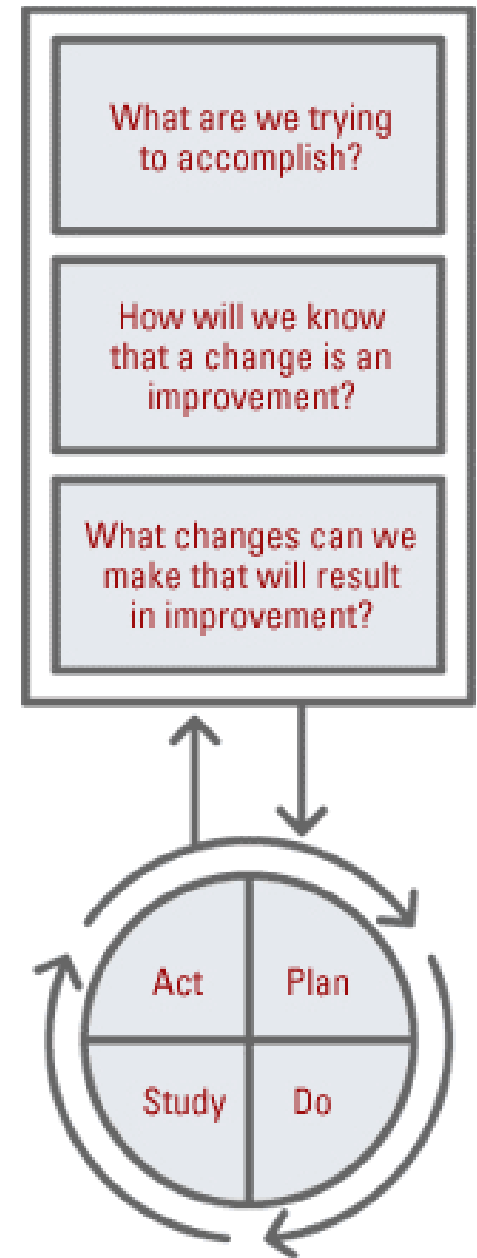 What are we trying
to accomplish?
How will we know
that a change is an
improvement?
What changes can we
make that will result
in improvement?
Act
Plan
Study
Do